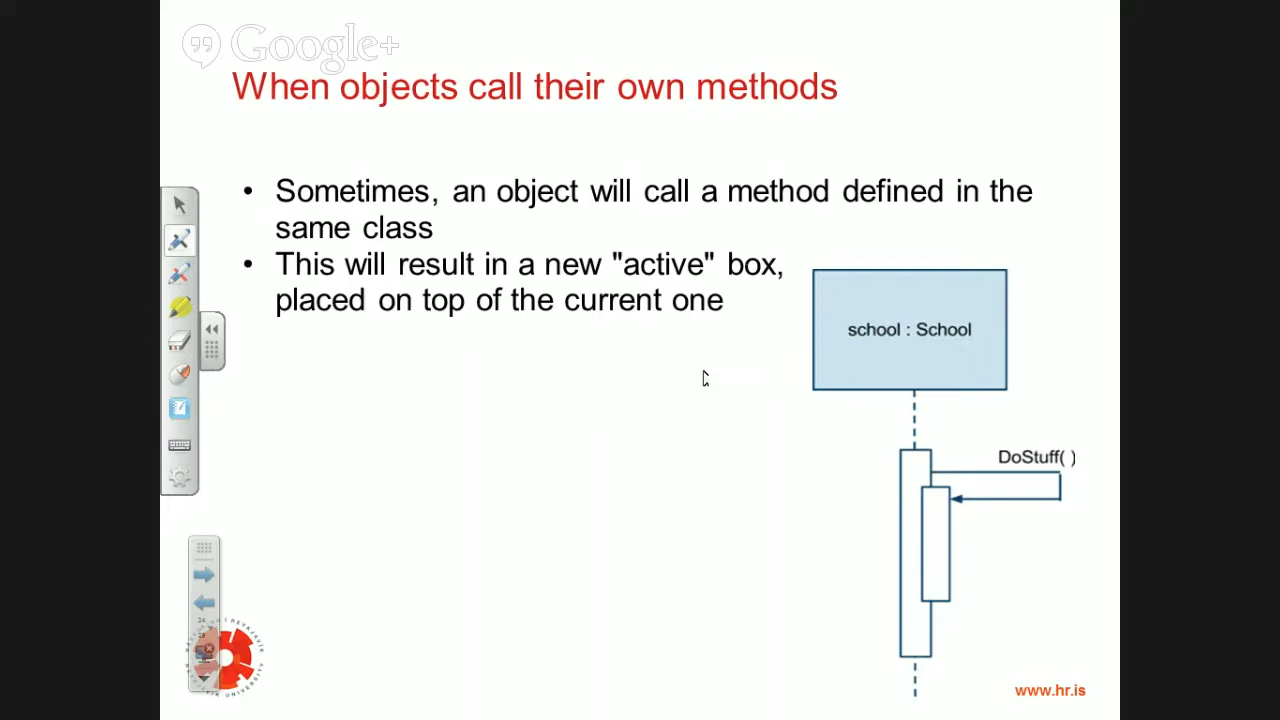 Google+
When objects call their own methods
• Sometimes, an object will call a method defined in the
same class
• This will result in a new "active" box,
placed on top of the current one
school : School
DoStuff( )
24
www.hr.is